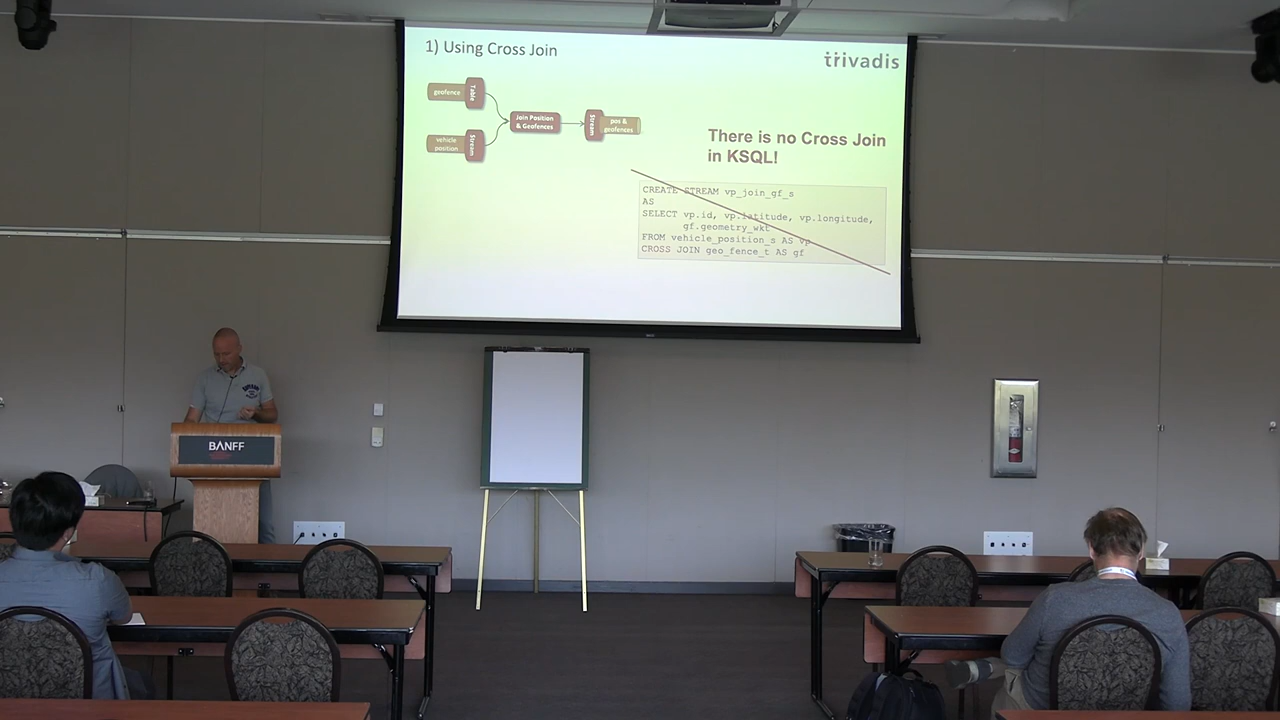 1) Using Cross Join
trivadis
geofence
Table
Join Position
& Geofences
Stream
pos &
geofences
vehicle
position
Stream
There is no Cross Join
in KSQL!
CREATE STREAM vp_join_gf_s
AS
SELECT vp.id, vp.latitude, vp.longitude,
gf.geometry_wkt
FROM vehicle_position_s AS vp
CROSS JOIN geo_fence_t AS gf
BANFF